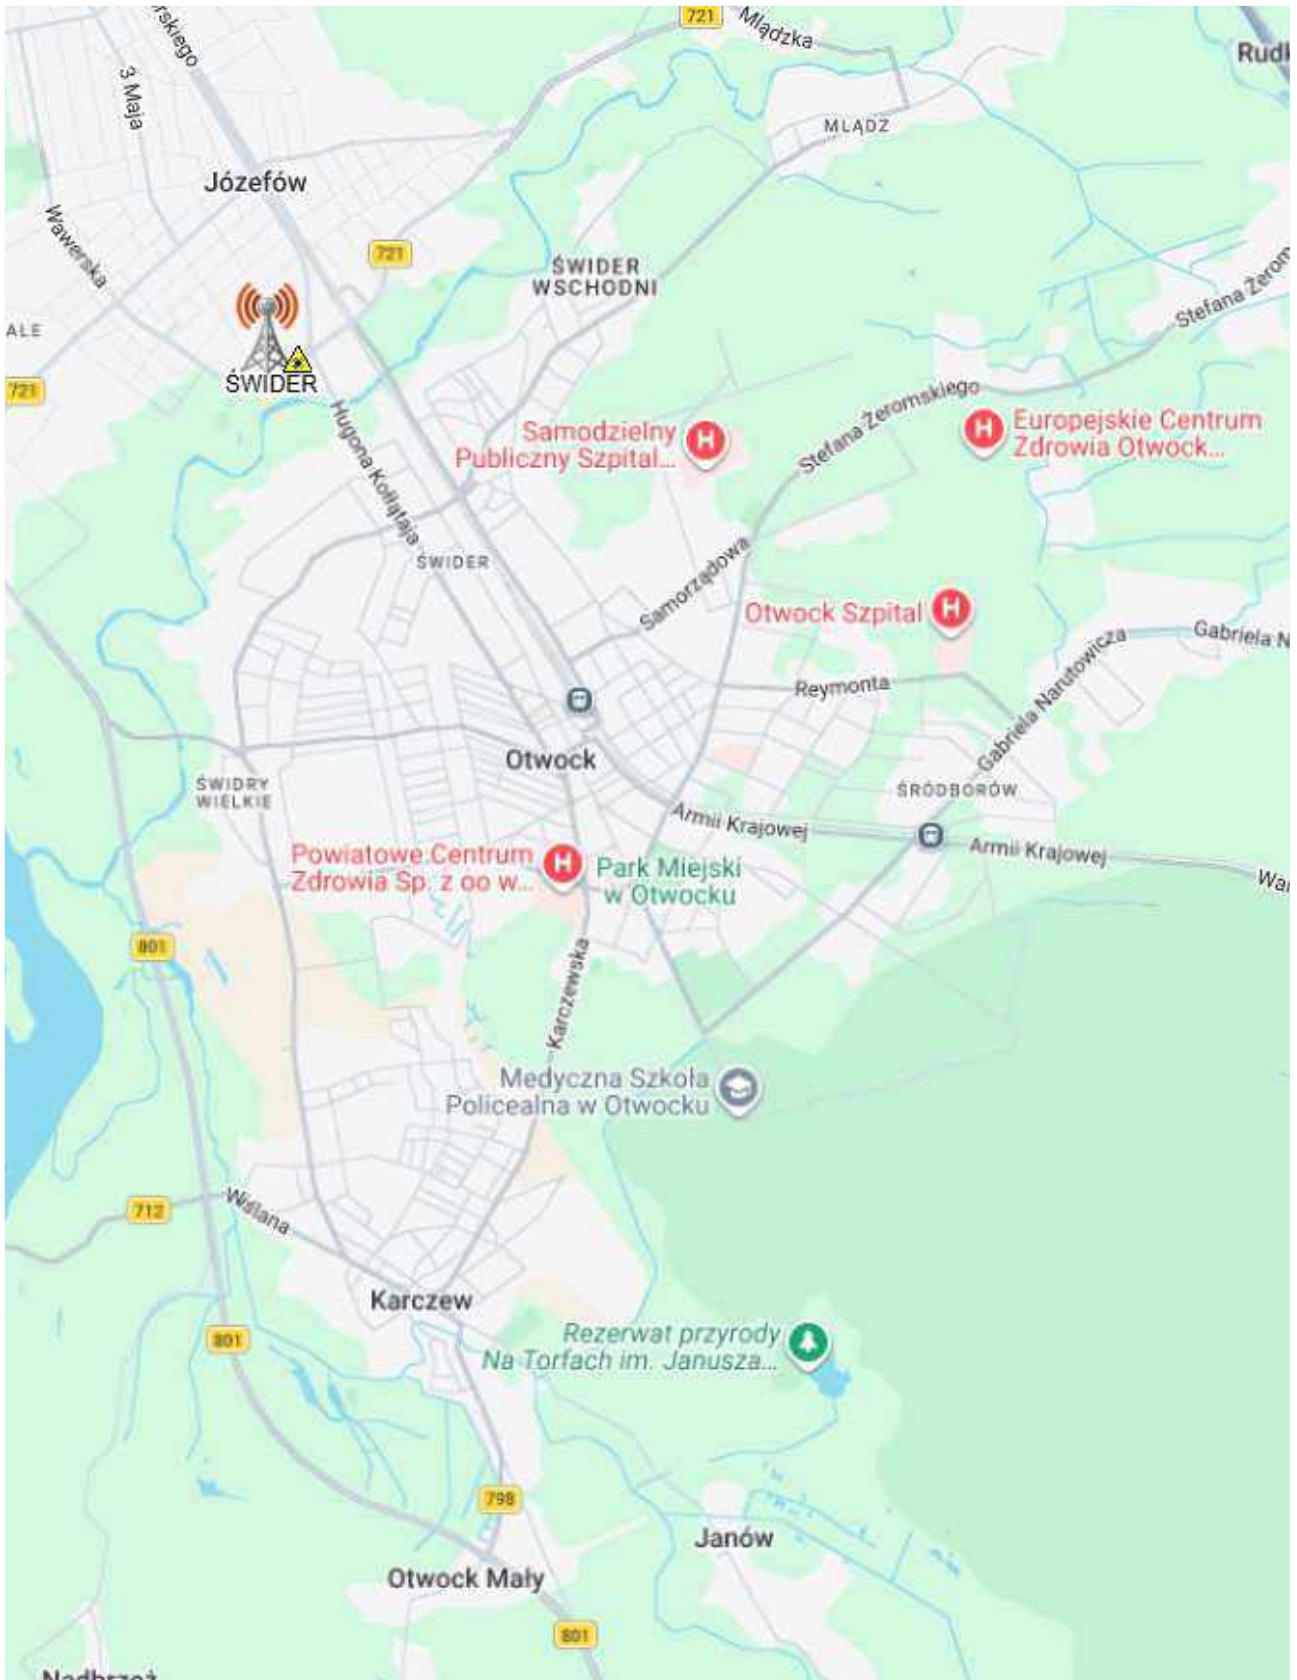 721
Mlądzka
3 Maja
MLĄDZ
Józefów
Wawerska
721
ŚWIDER
WSCHODNI
Stefana Żerom
ALE
ŚWIDER
721
Hugona Kołłątaja
Stefana Żeromskiego
Samodzielny
Publiczny Szpital...
Europejskie Centrum
Zdrowia Otwock...
ŚWIDER
Samorządowa
Otwock Szpital
Gabriela N
Reymonta
Gabriela Narutowicza
Otwock
ŚWIDRY
WIELKIE
ŚRÓDBORÓW
Armii Krajowej
Armii Krajowej
Powiatowe Centrum
Zdrowia Sp. z oo w...
Park Miejski
w Otwocku
801
Karczewska
Medyczna Szkoła
Policealna w Otwocku
712
Wiślana
Karczew
801
Rezerwat przyrody
Na Torfach im. Janusza...
798
Janów
Otwock Mały
801